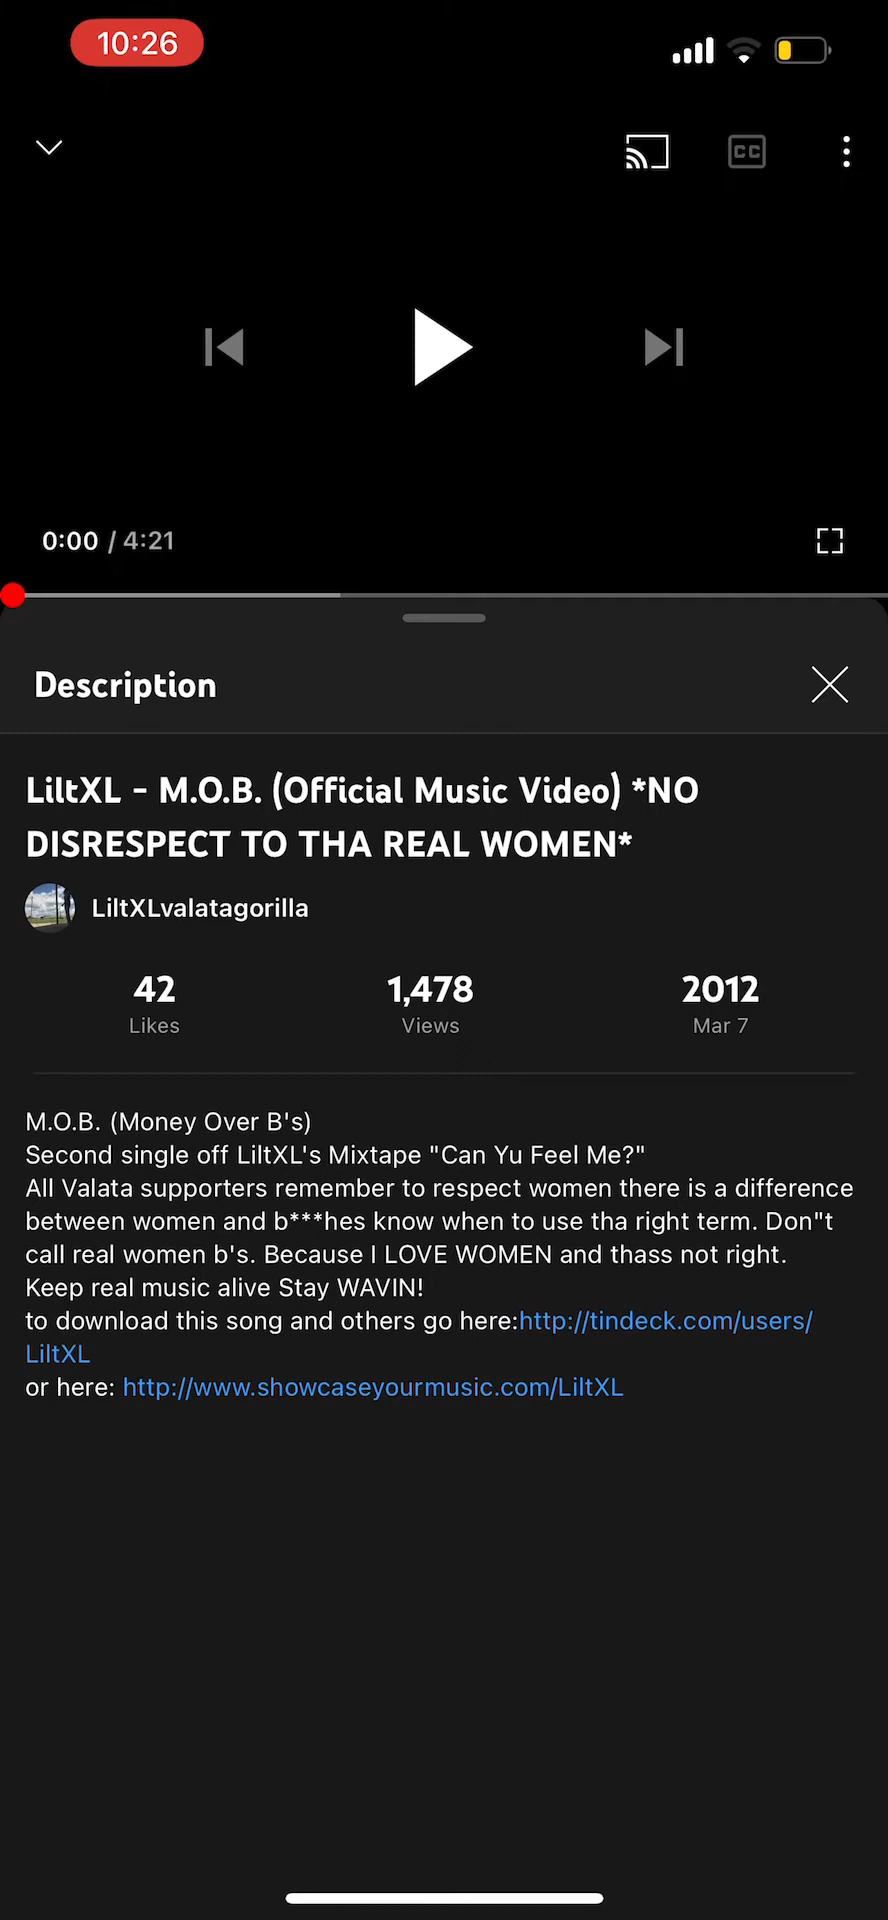 10:26
CC
0:00 / 4:21
Description
LiltXL - M.O.B. (Official Music Video) *NO
DISRESPECT TO THA REAL WOMEN*
LiltXLvalatagorilla
42 1,478 2012
Likes Views Mar 7
M.O.B. (Money Over B's)
Second single off LiltXL's Mixtape "Can Yu Feel Me?"
All Valata supporters remember to respect women there is a difference
between women and b***hes know when to use tha right term. Don"t
call real women b's. Because I LOVE WOMEN and thass not right.
Keep real music alive Stay WAVIN!
to download this song and others go here:http://tindeck.com/users/
LiltXL
or here: http://www.showcaseyourmusic.com/LiltXL